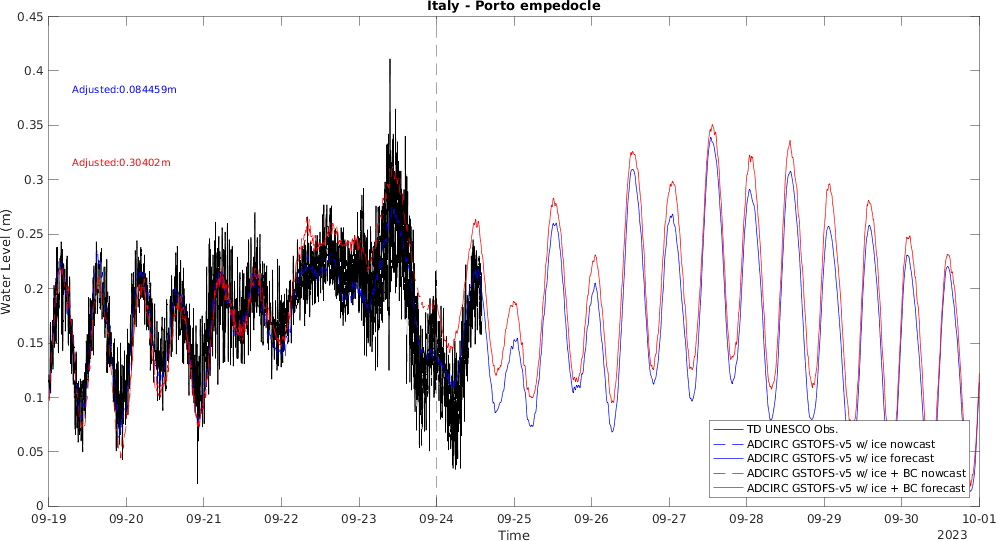 Italy - Porto empedocle
0.45
0.4
0.35
0.3
0.25
0.2
0.15
0.1
0.05
0
Water Level (m)
Adjusted:0.084459m
Adjusted:0.30402m
TD UNESCO Obs.
ADCIRC GSTOFS-v5 w/ ice nowcast
ADCIRC GSTOFS-v5 w/ ice forecast
ADCIRC GSTOFS-v5 w/ ice + BC nowcast
ADCIRC GSTOFS-v5 w/ ice + BC forecast
09-19 09-20 09-21 09-22 09-23 09-24 09-25 09-26 09-27 09-28 09-29 09-30 10-01
Time
2023